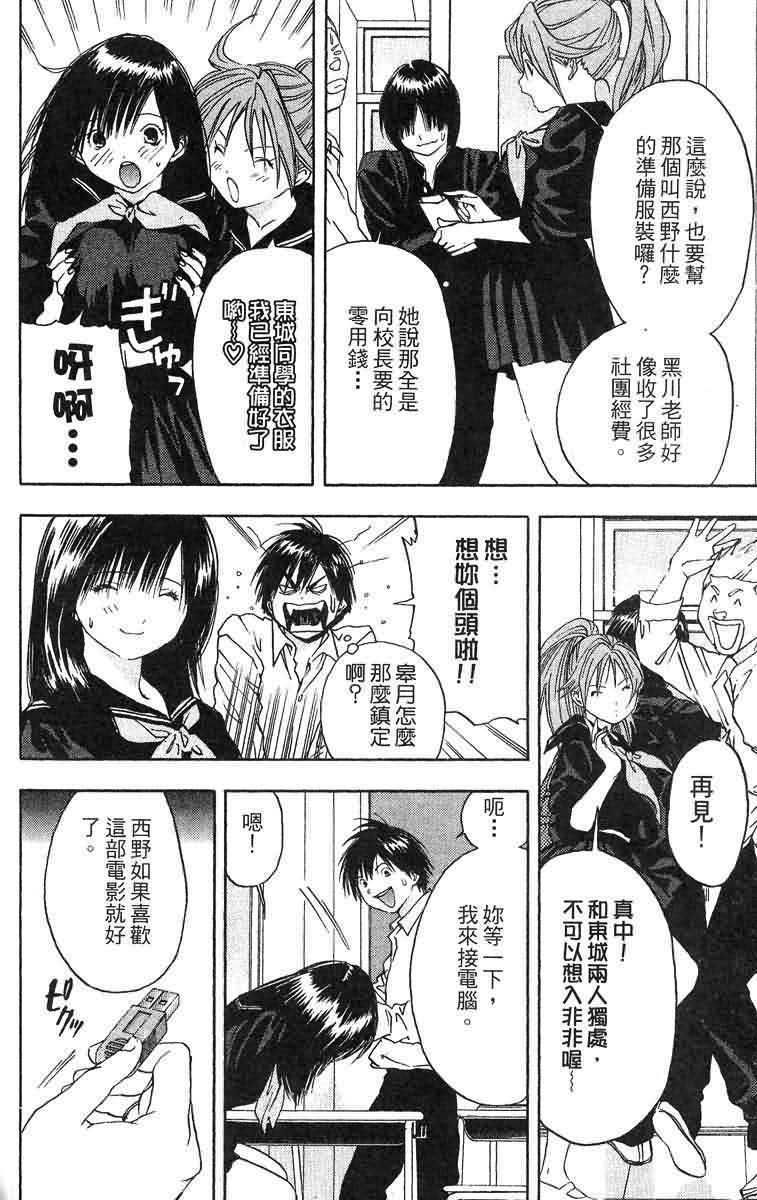 這麼說，也要幫
那個叫西野什麼
的準備服裝囉？
黑川老師好
像收了很多
社團經費。
她說那全是
向校長要的
零用錢…
東城同學的衣服
我已經準備好了
喲～♡
ぎゅっ
呀啊…
再見！
真中！
和東城兩人獨處，
不可以想入非非喔～
想…
想妳個頭啦!!
皐月怎麼
那麼鎮定
啊？
呃…
妳等一下，
我來接電腦。
嗯！
西野如果喜歡
這部電影就好
了。
ピクッ